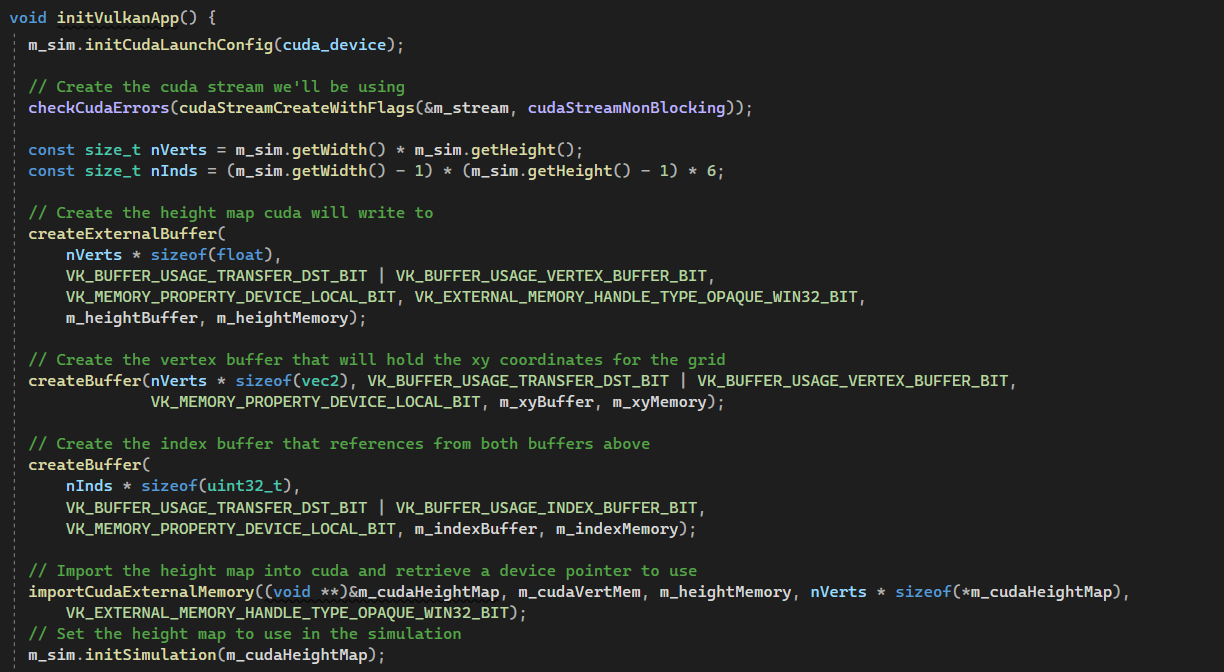 void initVulkanApp() {
m_sim.initCudaLaunchConfig(cuda_device);
// Create the cuda stream we'll be using
checkCudaErrors(cudaStreamCreateWithFlags(&m_stream, cudaStreamNonBlocking));
const size_t nVerts = m_sim.getWidth() * m_sim.getHeight();
const size_t nInds = (m_sim.getWidth() - 1) * (m_sim.getHeight() - 1) * 6;
// Create the height map cuda will write to
createExternalBuffer(
nVerts * sizeof(float),
VK_BUFFER_USAGE_TRANSFER_DST_BIT | VK_BUFFER_USAGE_VERTEX_BUFFER_BIT,
VK_MEMORY_PROPERTY_DEVICE_LOCAL_BIT, VK_EXTERNAL_MEMORY_HANDLE_TYPE_OPAQUE_WIN32_BIT,
m_heightBuffer, m_heightMemory);
// Create the vertex buffer that will hold the xy coordinates for the grid
createBuffer(nVerts * sizeof(vec2), VK_BUFFER_USAGE_TRANSFER_DST_BIT | VK_BUFFER_USAGE_VERTEX_BUFFER_BIT,
VK_MEMORY_PROPERTY_DEVICE_LOCAL_BIT, m_xyBuffer, m_xyMemory);
// Create the index buffer that references from both buffers above
createBuffer(
nInds * sizeof(uint32_t),
VK_BUFFER_USAGE_TRANSFER_DST_BIT | VK_BUFFER_USAGE_INDEX_BUFFER_BIT,
VK_MEMORY_PROPERTY_DEVICE_LOCAL_BIT, m_indexBuffer, m_indexMemory);
// Import the height map into cuda and retrieve a device pointer to use
importCudaExternalMemory((void **)&m_cudaHeightMap, m_cudaVertMem, m_heightMemory, nVerts * sizeof(*m_cudaHeightMap),
VK_EXTERNAL_MEMORY_HANDLE_TYPE_OPAQUE_WIN32_BIT);
// Set the height map to use in the simulation
m_sim.initSimulation(m_cudaHeightMap);